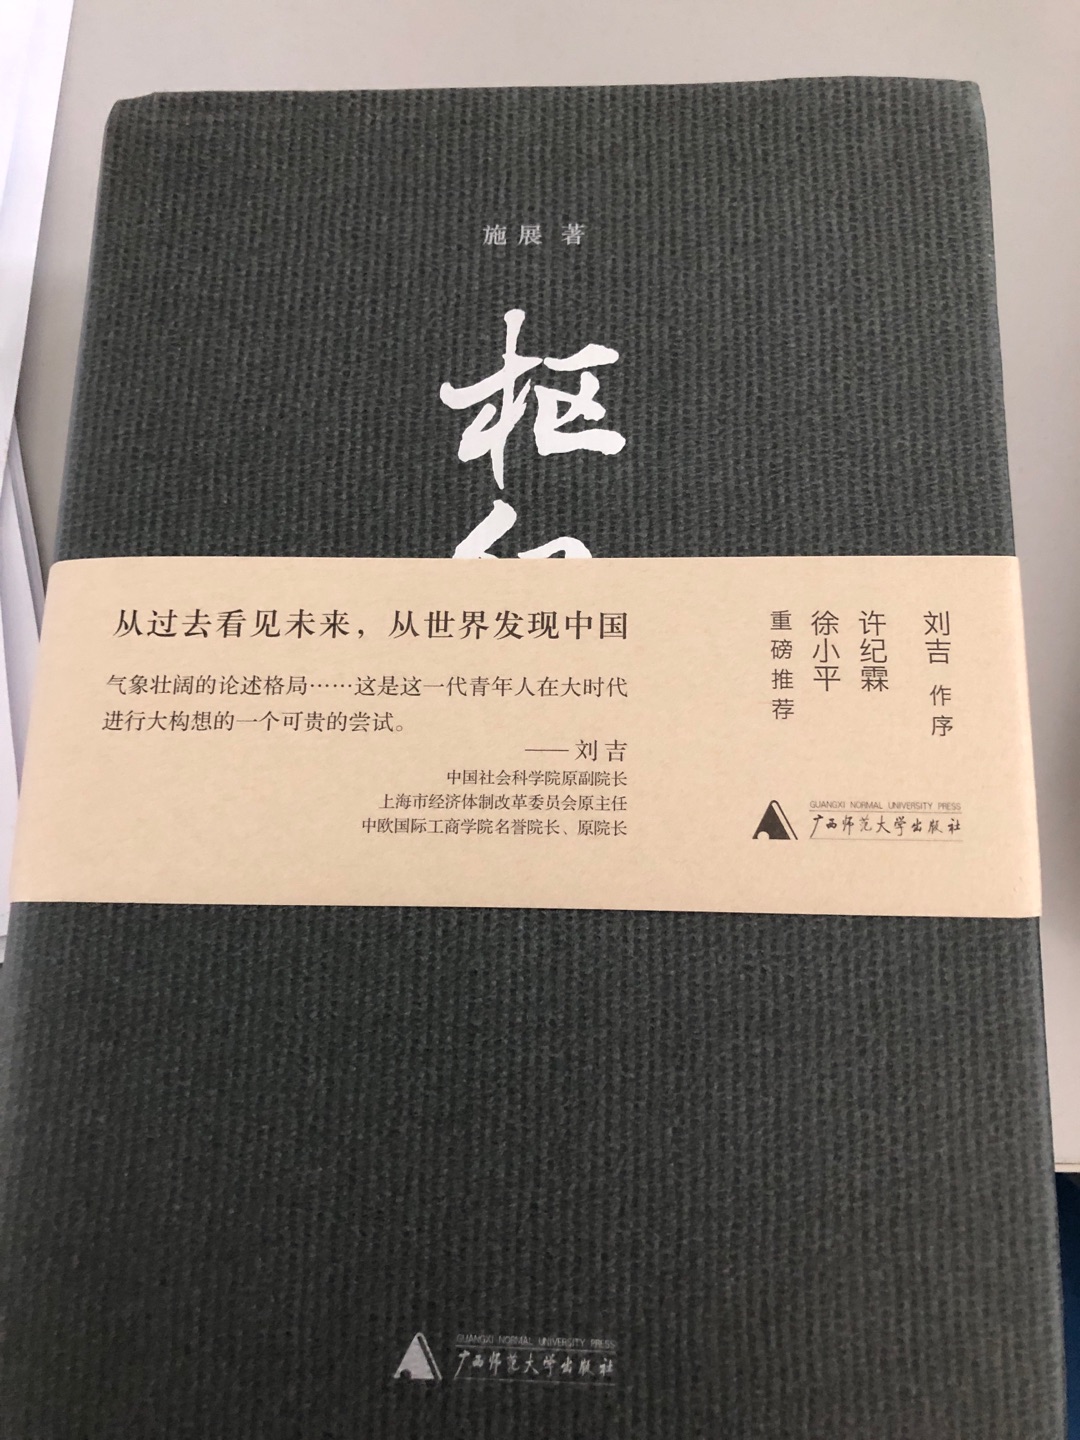 施展 著
枢
从过去看见未来，从世界发现中国
气象壮阔的论述格局……这是这一代青年人在大时代
进行大构想的一个可贵的尝试。
——刘吉
中国社会科学院原副院长
上海市经济体制改革委员会原主任
中欧国际工商学院名誉院长、原院长
刘吉 作序
许纪霖
徐小平
重磅推荐
GUANGXI NORMAL UNIVERSITY PRESS
广西师范大学出版社
GUANGXI NORMAL UNIVERSITY PRESS
广西师范大学出版社